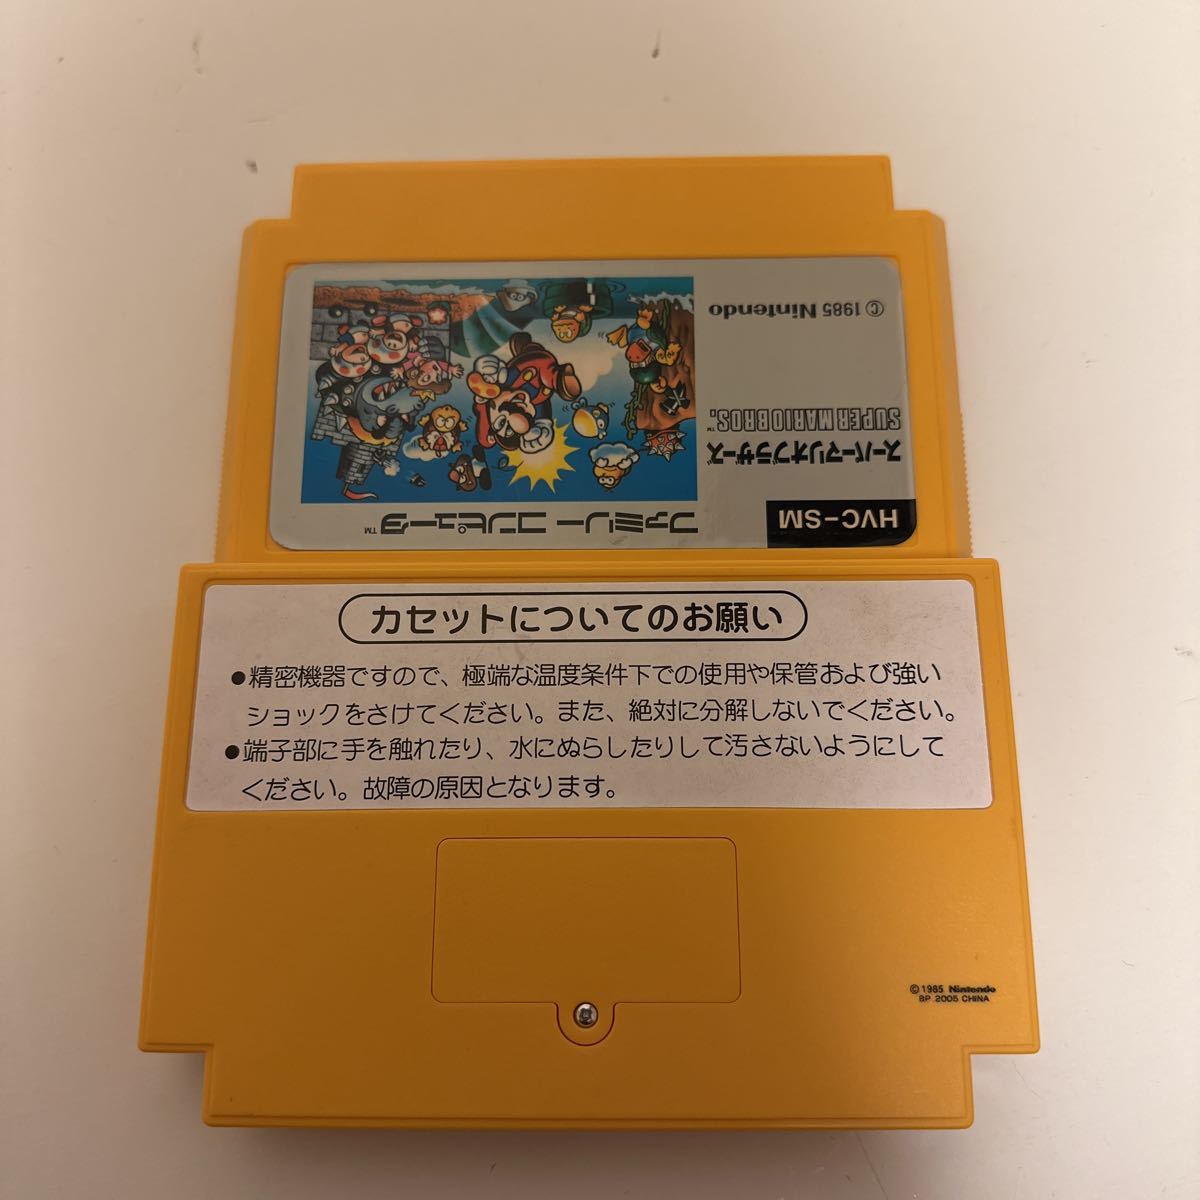 ファミリー コンピュータ™
HVC-SM
スーパーマリオブラザーズ
SUPER MARIO BROS.™
© 1985 Nintendo
カセットについてのお願い
●精密機器ですので、極端な温度条件下での使用や保管および強い
ショックをさけてください。また、絶対に分解しないでください。
●端子部に手を触れたり、水にぬらしたりして汚さないようにして
ください。故障の原因となります。
© 1985 Nintendo
BP 2005 CHINA